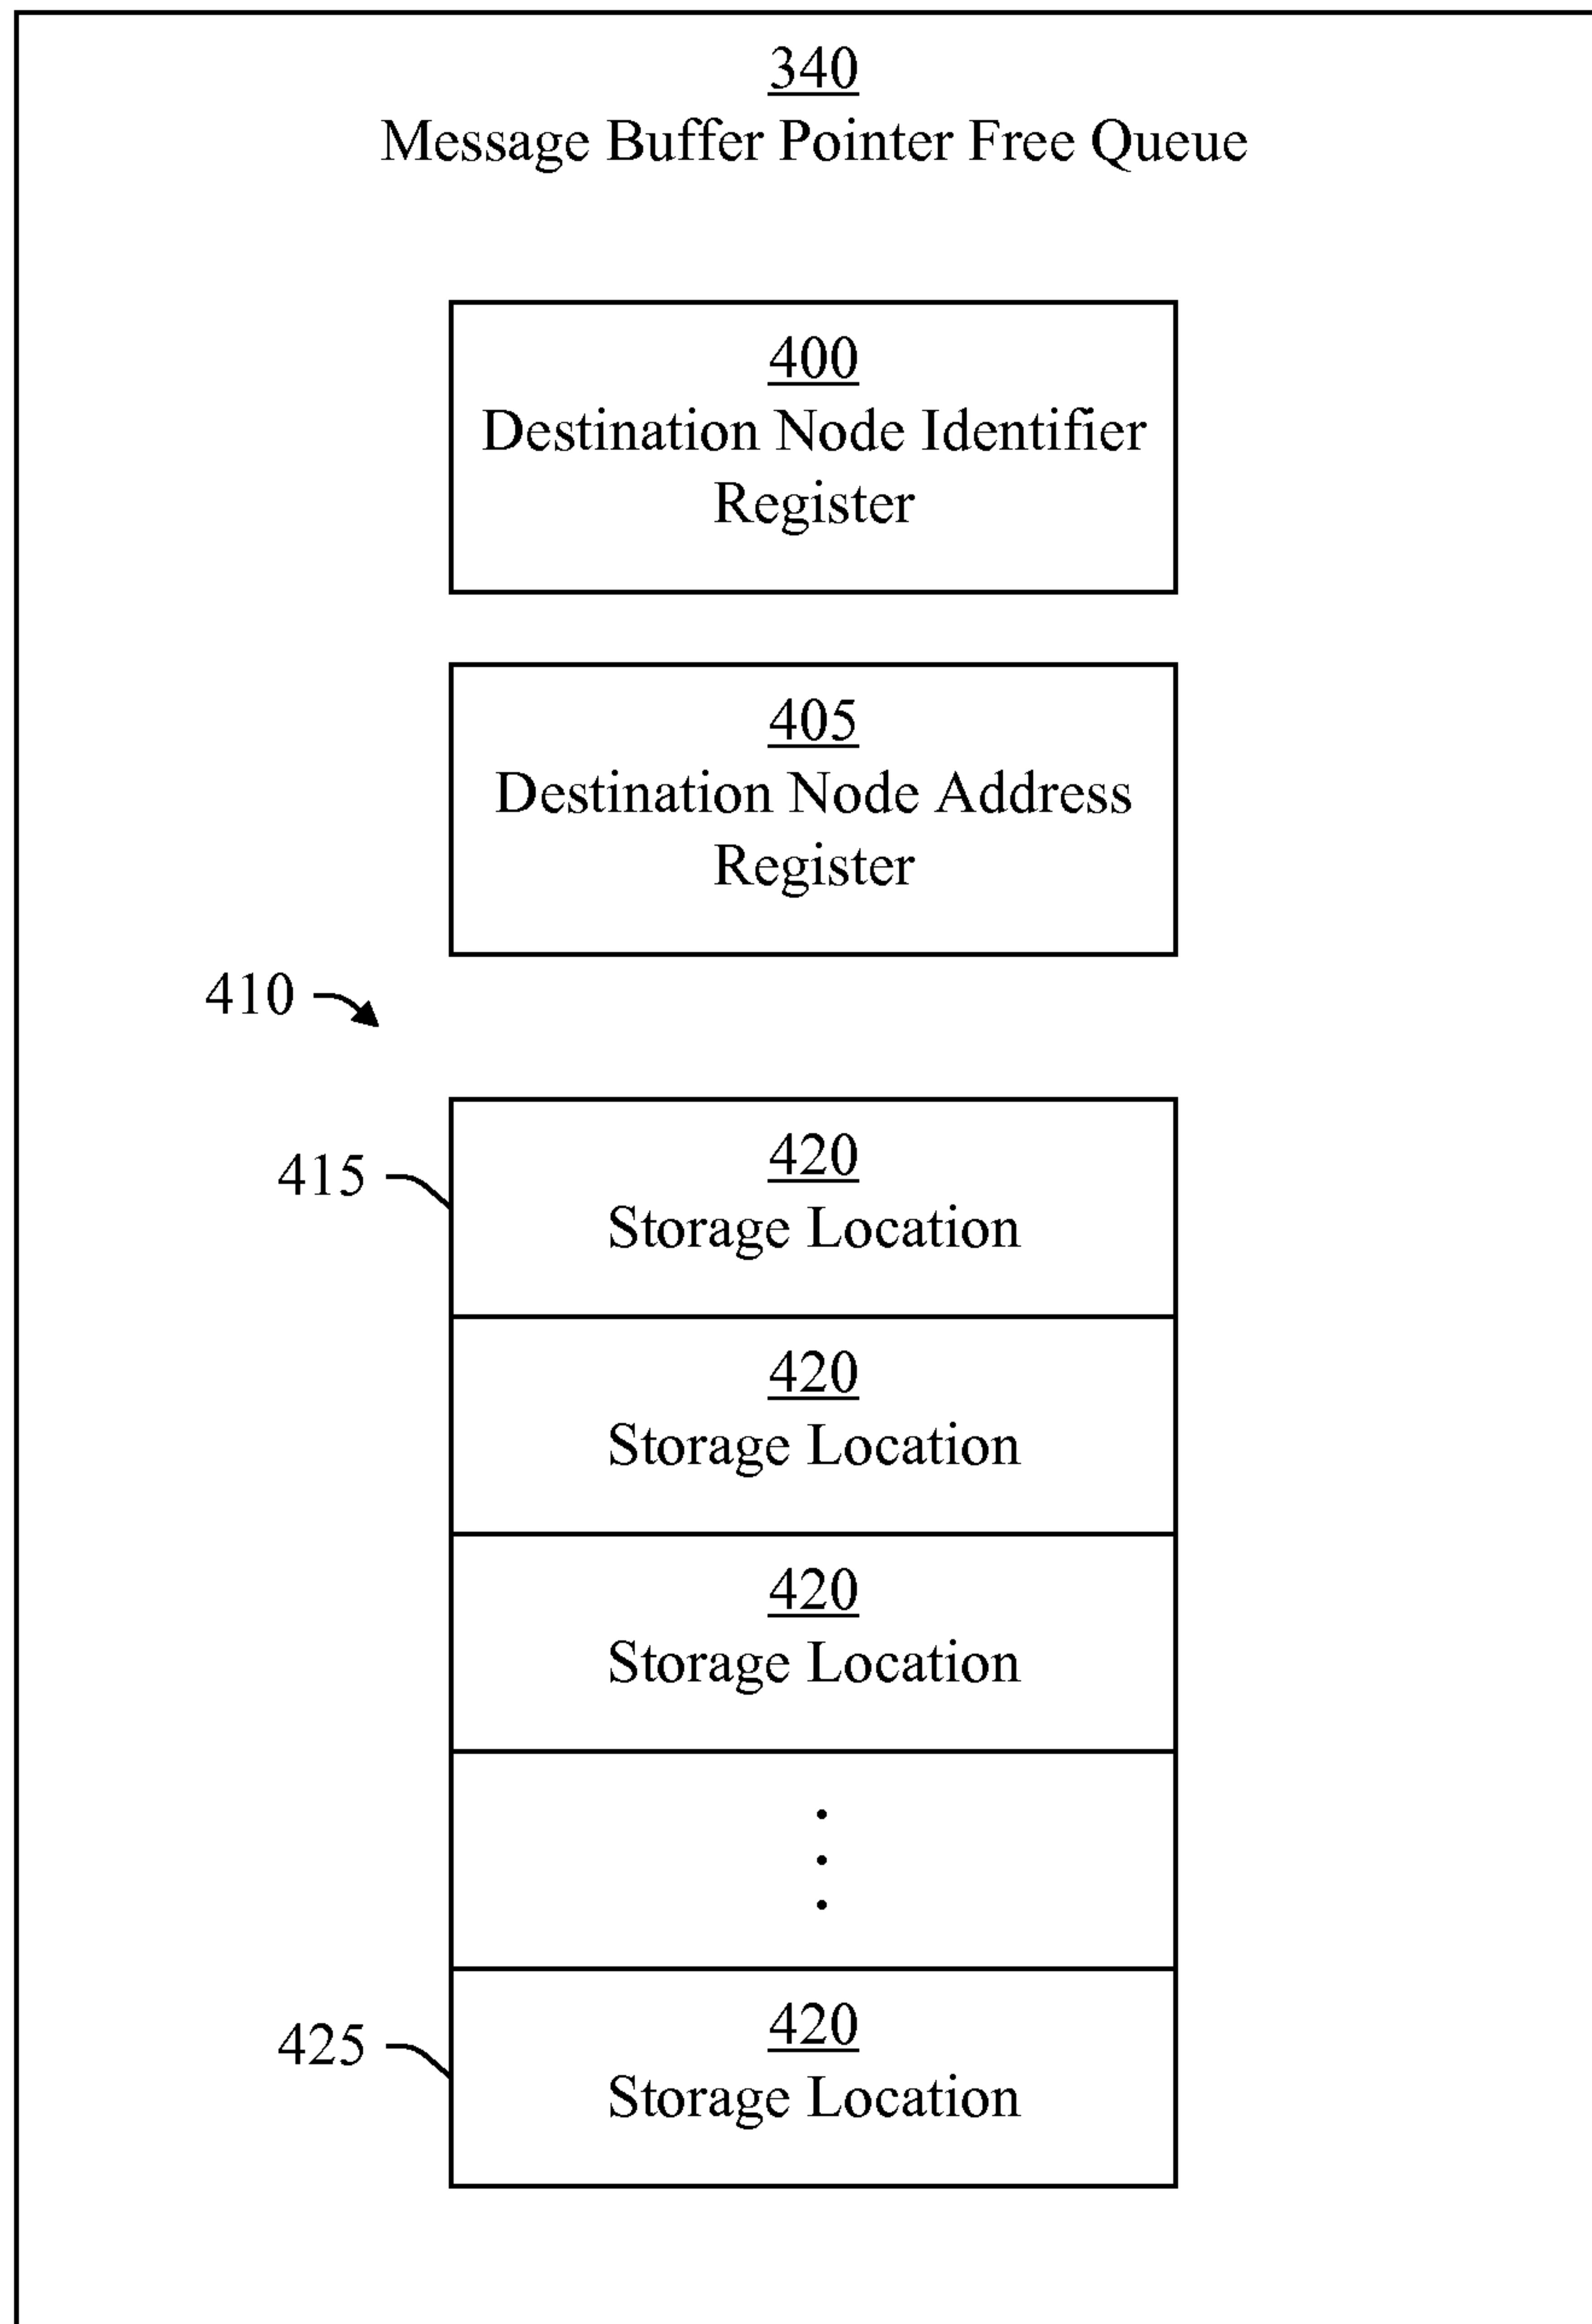 340
Message Buffer Pointer Free Queue
400
Destination Node Identifier
Register
405
Destination Node Address
Register
410
415
420
Storage Location
420
Storage Location
420
Storage Location
425
420
Storage Location